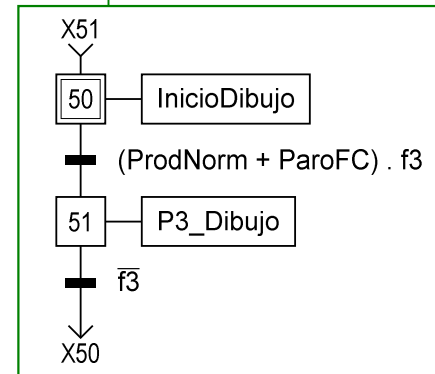 X51
50 InicioDibujo
(ProdNorm + ParoFC) . f3
51 P3_Dibujo
f3̅
X50